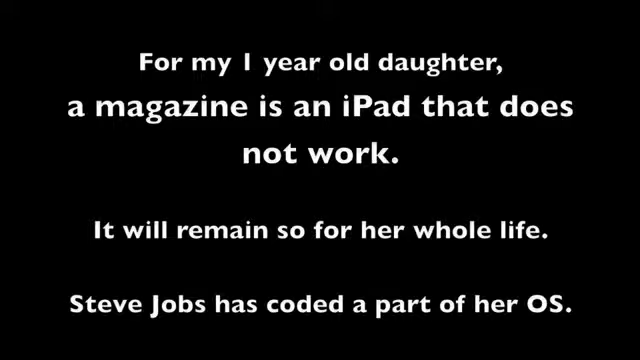 For my 1 year old daughter,
a magazine is an iPad that does
not work.
It will remain so for her whole life.
Steve Jobs has coded a part of her OS.